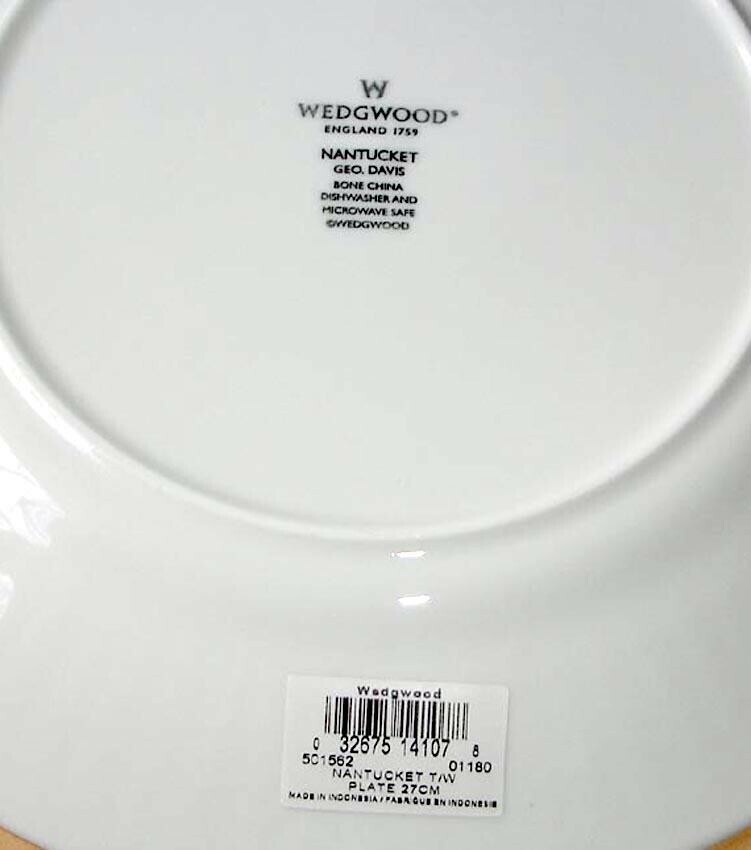 W
WEDGWOOD®
ENGLAND 1759
NANTUCKET
GEO. DAVIS
BONE CHINA
DISHWASHER AND
MICROWAVE SAFE
©WEDGWOOD
Wedgwood
0 32675 14107 8
501562 01180
NANTUCKET T/W
PLATE 27CM
MADE IN INDONESIA / FABRIQUE EN INDONESIE